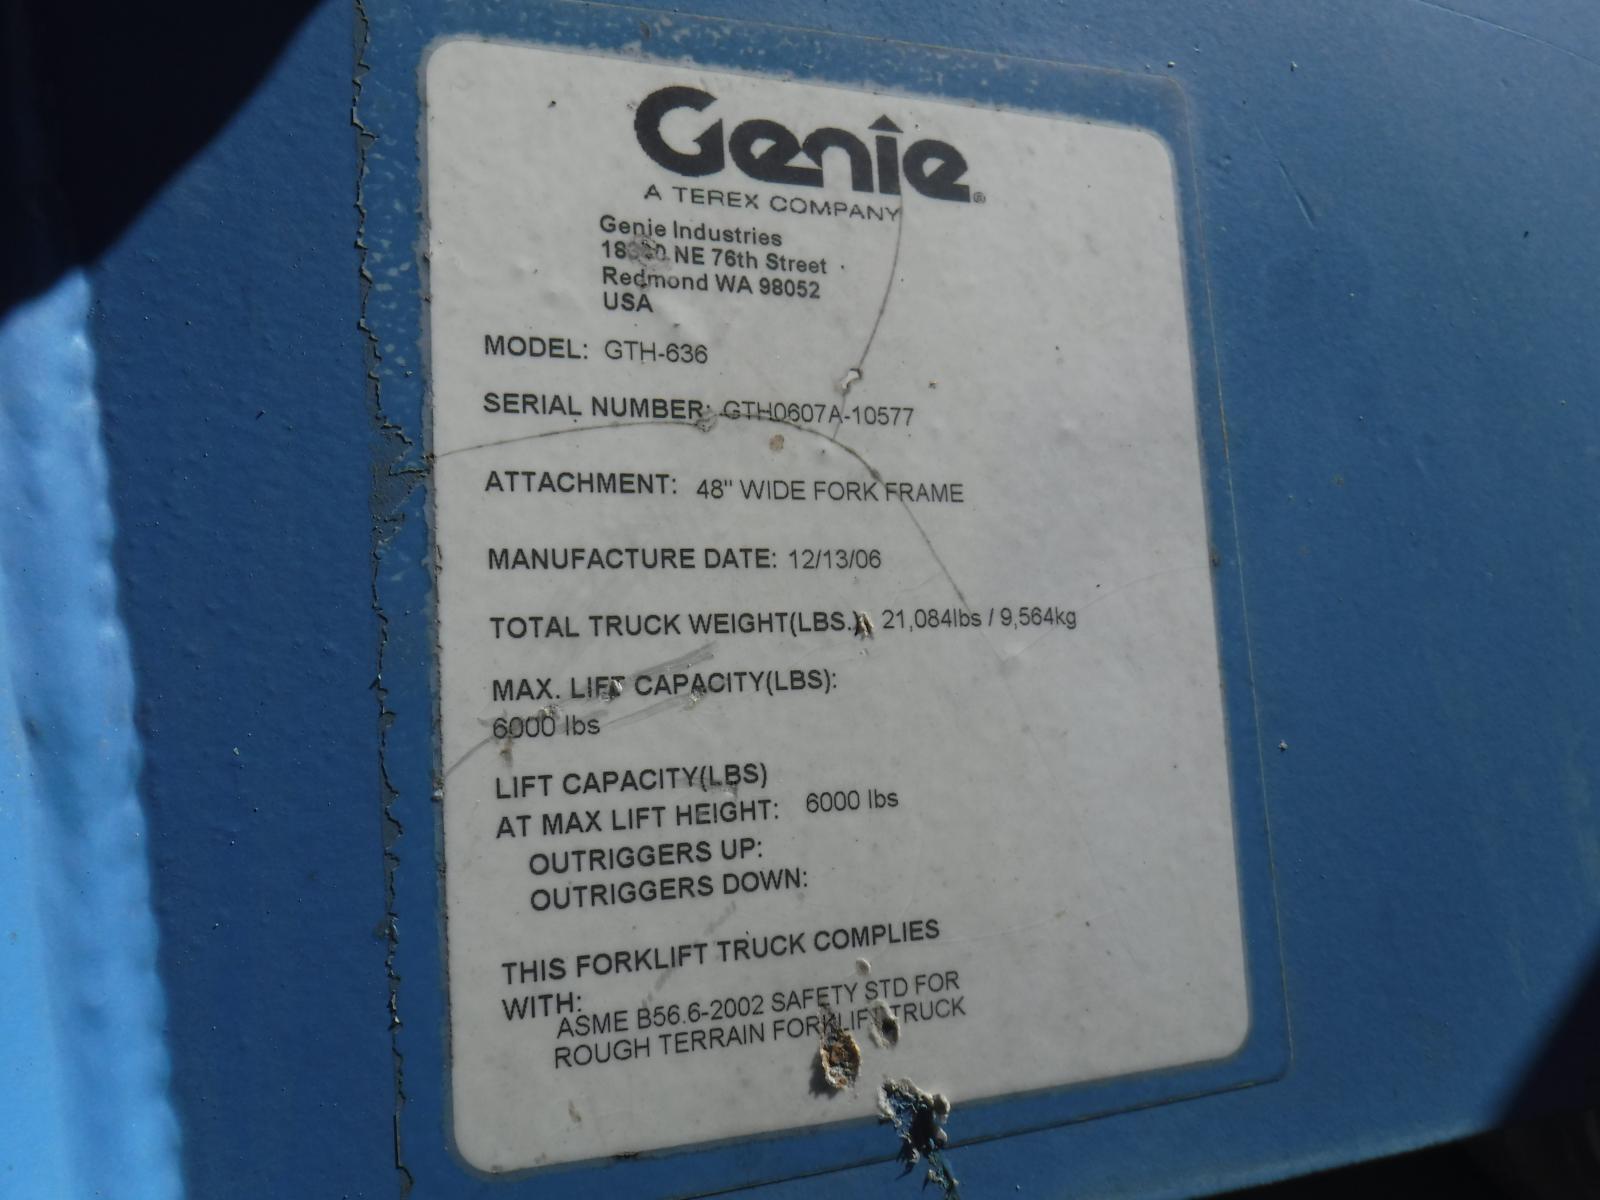 Genie®
A TEREX COMPANY
Genie Industries
NE 76th Street
Redmond WA 98052
USA
MODEL: GTH-636
SERIAL NUMBER: GTH0607A-10577
ATTACHMENT: 48" WIDE FORK FRAME
MANUFACTURE DATE: 12/13/06
TOTAL TRUCK WEIGHT(LBS.) 21,084lbs / 9,564kg
MAX. LIFT CAPACITY(LBS):
6000 lbs
LIFT CAPACITY(LBS)
AT MAX LIFT HEIGHT: 6000 lbs
OUTRIGGERS UP:
OUTRIGGERS DOWN:
THIS FORKLIFT TRUCK COMPLIES
WITH:
ASME B56.6-2002 SAFETY STD FOR
ROUGH TERRAIN FORKLIFT TRUCK